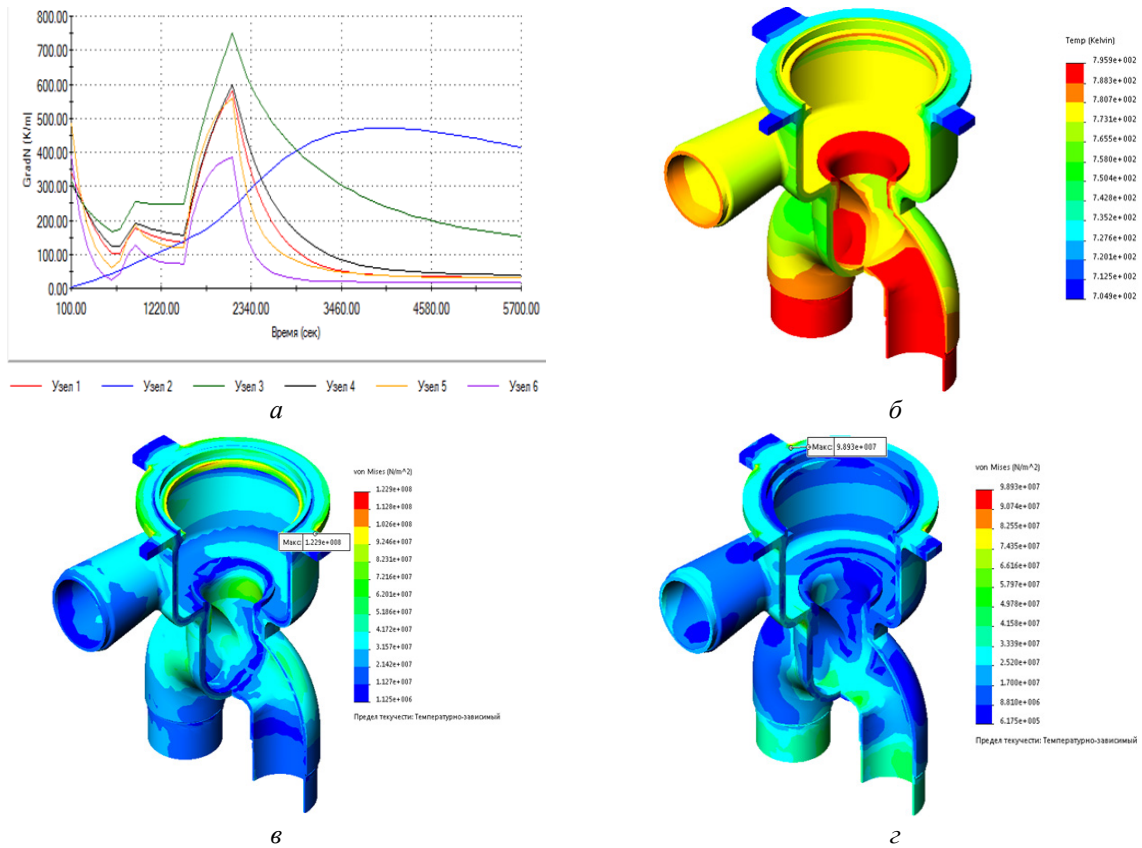 800.00
700.00
600.00
500.00
400.00
300.00
200.00
100.00
0.00
GradN (K/m)
100.00 1220.00 2340.00 3460.00 4580.00 5700.00
Время (сек)
Узел 1 Узел 2 Узел 3 Узел 4 Узел 5 Узел 6
а
Temp (Kelvin)
7.959e+002
7.883e+002
7.807e+002
7.731e+002
7.655e+002
7.580e+002
7.504e+002
7.428e+002
7.352e+002
7.276e+002
7.201e+002
7.125e+002
7.049e+002
б
Макс: 1.229e+008
von Mises (N/m^2)
1.229e+008
1.128e+008
1.026e+008
9.246e+007
8.231e+007
7.216e+007
6.201e+007
5.186e+007
4.172e+007
3.157e+007
2.142e+007
1.127e+007
1.125e+006
Предел текучести: Температурно-зависимый
в
Макс: 9.893e+007
von Mises (N/m^2)
9.893e+007
9.074e+007
8.255e+007
7.435e+007
6.616e+007
5.797e+007
4.978e+007
4.158e+007
3.339e+007
2.520e+007
1.700e+007
8.810e+006
6.175e+005
Предел текучести: Температурно-зависимый
г